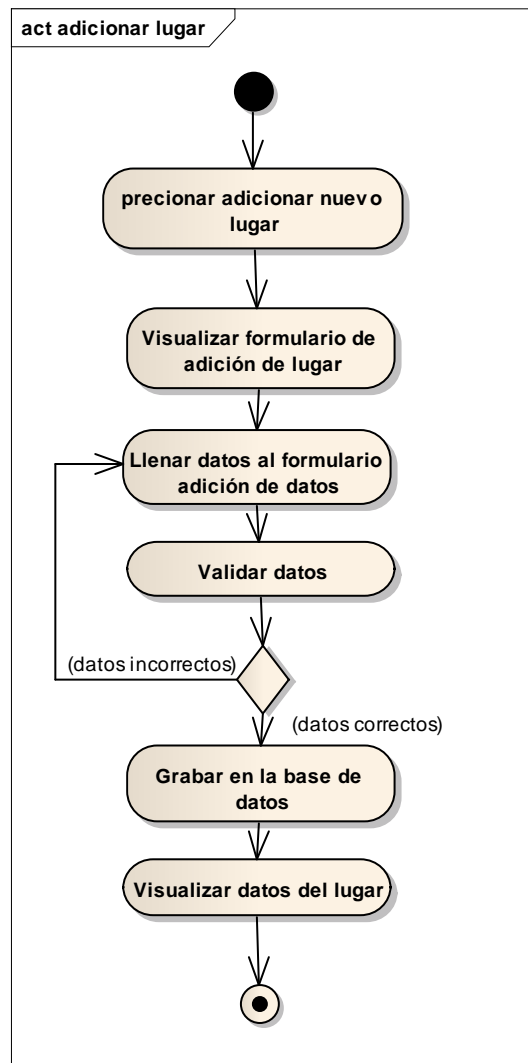 act adicionar lugar
precionar adicionar nuevo
lugar
Visualizar formulario de
adición de lugar
Llenar datos al formulario
adición de datos
Validar datos
(datos incorrectos)
(datos correctos)
Grabar en la base de
datos
Visualizar datos del lugar